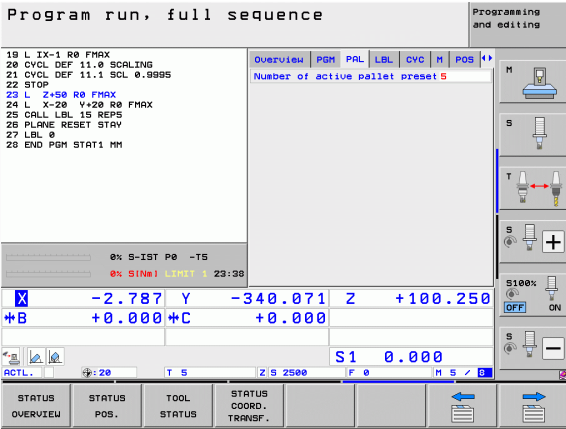 Program run, full sequence
Programming
and editing
19 L IX-1 R0 FMAX
20 CYCL DEF 11.0 SCALING
21 CYCL DEF 11.1 SCL 0.9995
22 STOP
23 L Z+50 R0 FMAX
24 L X-20 Y+20 R0 FMAX
25 CALL LBL 15 REP5
26 PLANE RESET STAY
27 LBL 0
28 END PGM STAT1 MM
Overview PGM PAL LBL CYC M POS
Number of active pallet preset 5
0% S-IST P0 -T5
0% S[Nm] LIMIT 1 23:38
X -2.787 Y -340.071 Z +100.250
B +0.000 C +0.000
S1 0.000
ACTL. :20 T 5 Z S 2500 F 0 M 5 / 8
M
S
T
S
S100%
OFF ON
S
STATUS
OVERVIEW
STATUS
POS.
TOOL
STATUS
STATUS
COORD.
TRANSF.